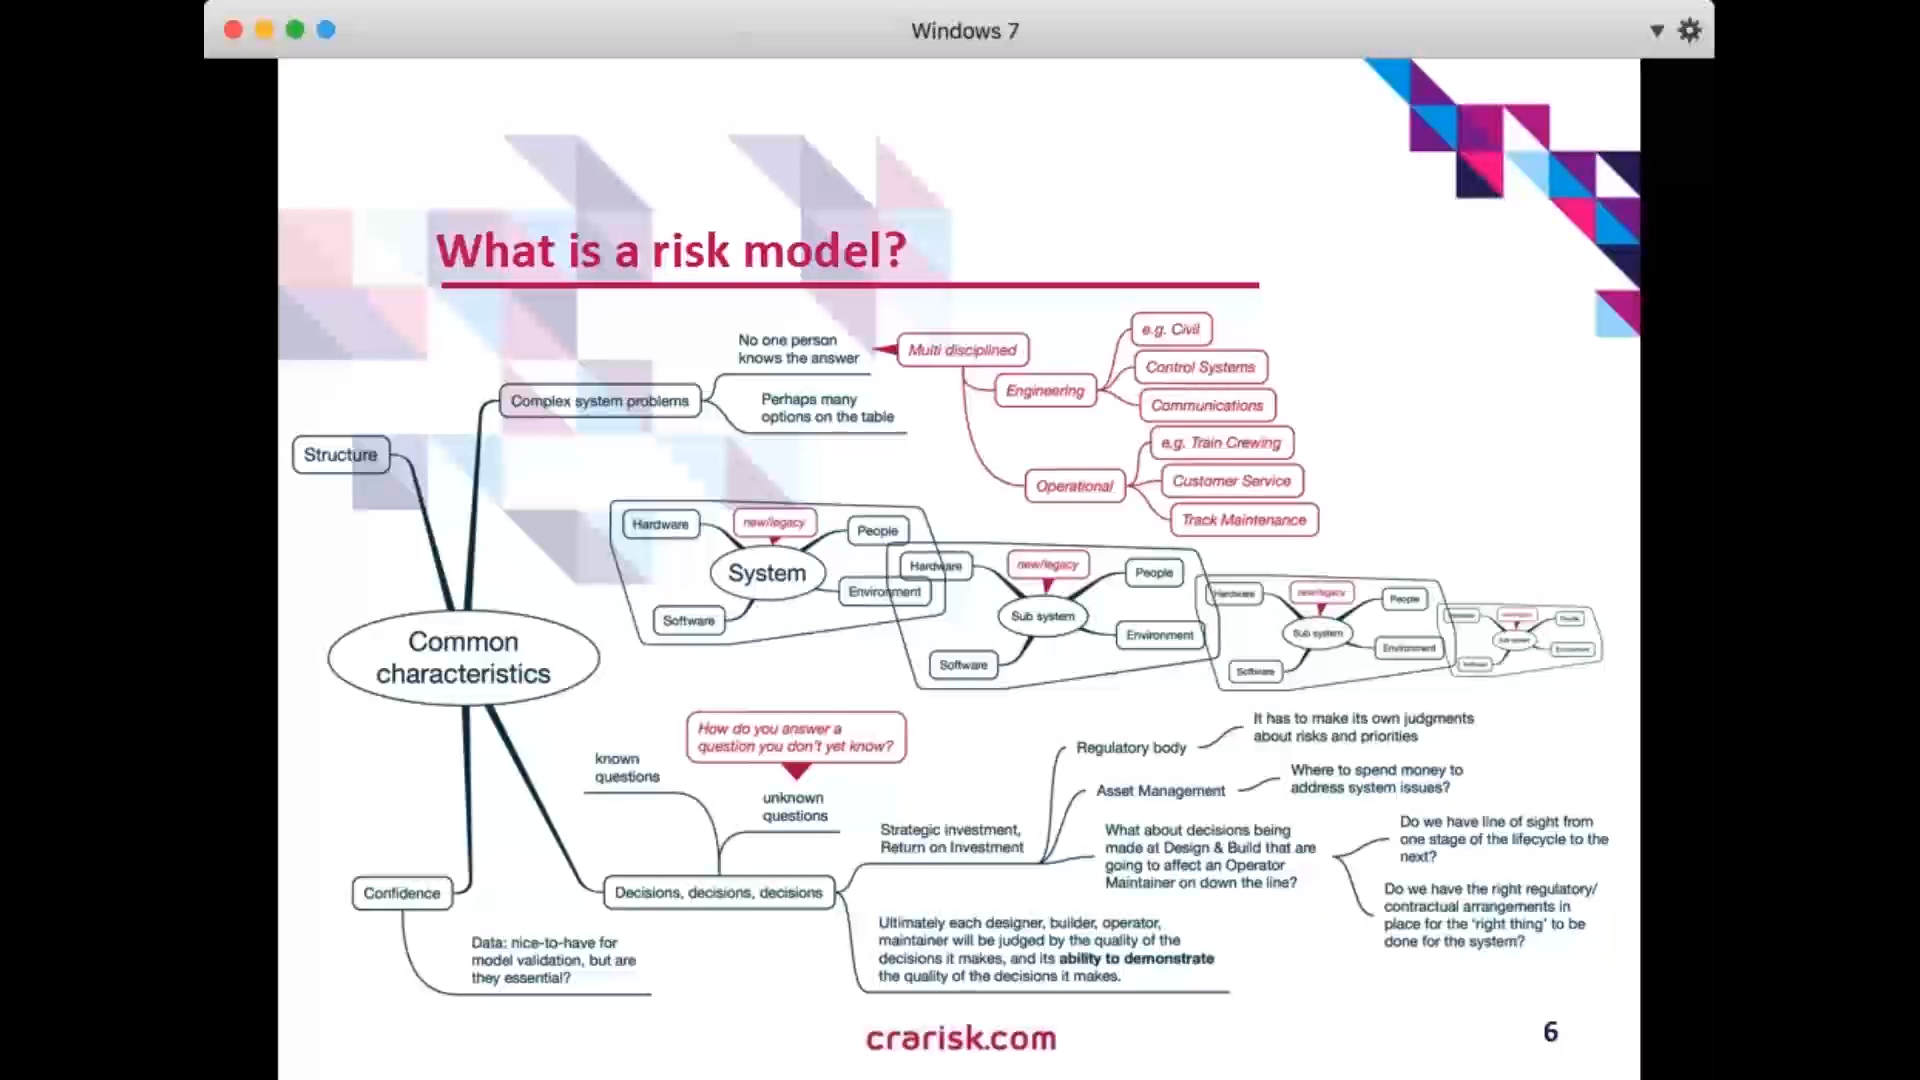 Windows 7
What is a risk model?
No one person
knows the answer
Multi disciplined
e.g. Civil
Engineering
Control Systems
Communications
Complex system problems
Perhaps many
options on the table
Structure
e.g. Train Crewing
Operational
Customer Service
Track Maintenance
Hardware
new/legacy
People
System
Environment
Software
Hardware
new/legacy
People
Sub system
Environment
Software
Hardware
new/legacy
People
Sub system
Environment
Software
Common
characteristics
How do you answer a
question you don't yet know?
known
questions
unknown
questions
Regulatory body
It has to make its own judgments
about risks and priorities
Asset Management
Where to spend money to
address system issues?
Strategic investment,
Return on Investment
What about decisions being
made at Design & Build that are
going to affect an Operator
Maintainer on down the line?
Do we have line of sight from
one stage of the lifecycle to the
next?
Do we have the right regulatory/
contractual arrangements in
place for the 'right thing' to be
done for the system?
Confidence
Decisions, decisions, decisions
Data: nice-to-have for
model validation, but are
they essential?
Ultimately each designer, builder, operator,
maintainer will be judged by the quality of the
decisions it makes, and its ability to demonstrate
the quality of the decisions it makes.
crarisk.com
6